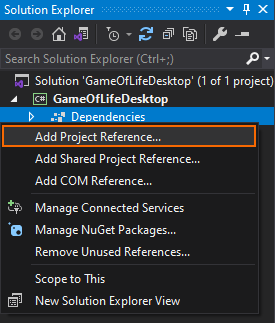 Solution Explorer
Search Solution Explorer (Ctrl+;)
Solution 'GameOfLifeDesktop' (1 of 1 project)
C# GameOfLifeDesktop
Dependencies
Add Project Reference...
Add Shared Project Reference...
Add COM Reference...
Manage Connected Services
Manage NuGet Packages...
Remove Unused References...
Scope to This
New Solution Explorer View